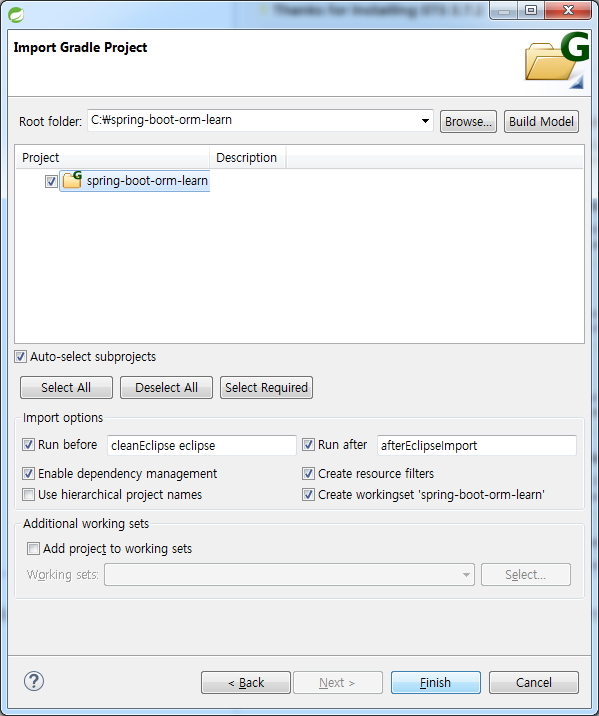 Thanks for Installing STS 3.7.2
Import Gradle Project
G
Root folder: C:₩spring-boot-orm-learn Browse... Build Model
Project Description
G spring-boot-orm-learn
Auto-select subprojects
Select All Deselect All Select Required
Import options
Run before cleanEclipse eclipse Run after afterEclipseImport
Enable dependency management Create resource filters
Use hierarchical project names Create workingset 'spring-boot-orm-learn'
Additional working sets
Add project to working sets
Working sets: Select...
? < Back Next > Finish Cancel